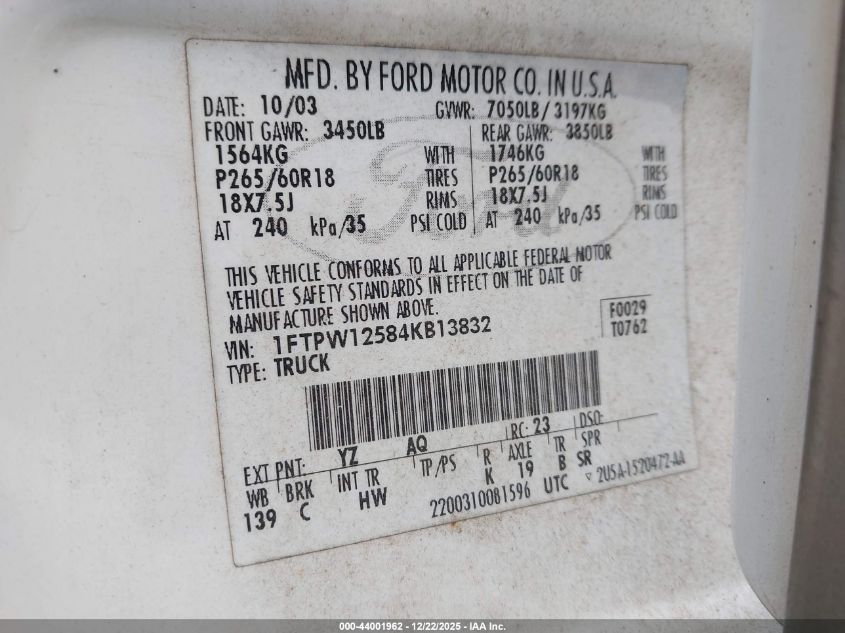 MFD. BY FORD MOTOR CO. IN U.S.A.
DATE: 10/03 GVWR: 7050LB/ 3197KG
FRONT GAWR: 3450LB REAR GAWR: 3850LB
1564KG WITH 1746KG WITH
P265/60R18 TIRES P265/60R18 TIRES
18X7.5J RIMS 18X7.5J RIMS
AT 240 kPa/35 PSI COLD AT 240 kPa/35 PSI COLD
Ford
THIS VEHICLE CONFORMS TO ALL APPLICABLE FEDERAL MOTOR
VEHICLE SAFETY STANDARDS IN EFFECT ON THE DATE OF
MANUFACTURE SHOWN ABOVE.
F0029
VIN: 1FTPW12584KB13832
T0762
TYPE: TRUCK
EXT PNT: YZ AQ RC: 23 DSO:
WB BRK INT TR TP/PS R AXLE TR SPR
139 C HW K 19 B SR
2200310081596 UTC ▽ 2U5A-1520472-AA
000-44001962 - 12/22/2025 - IAA Inc.